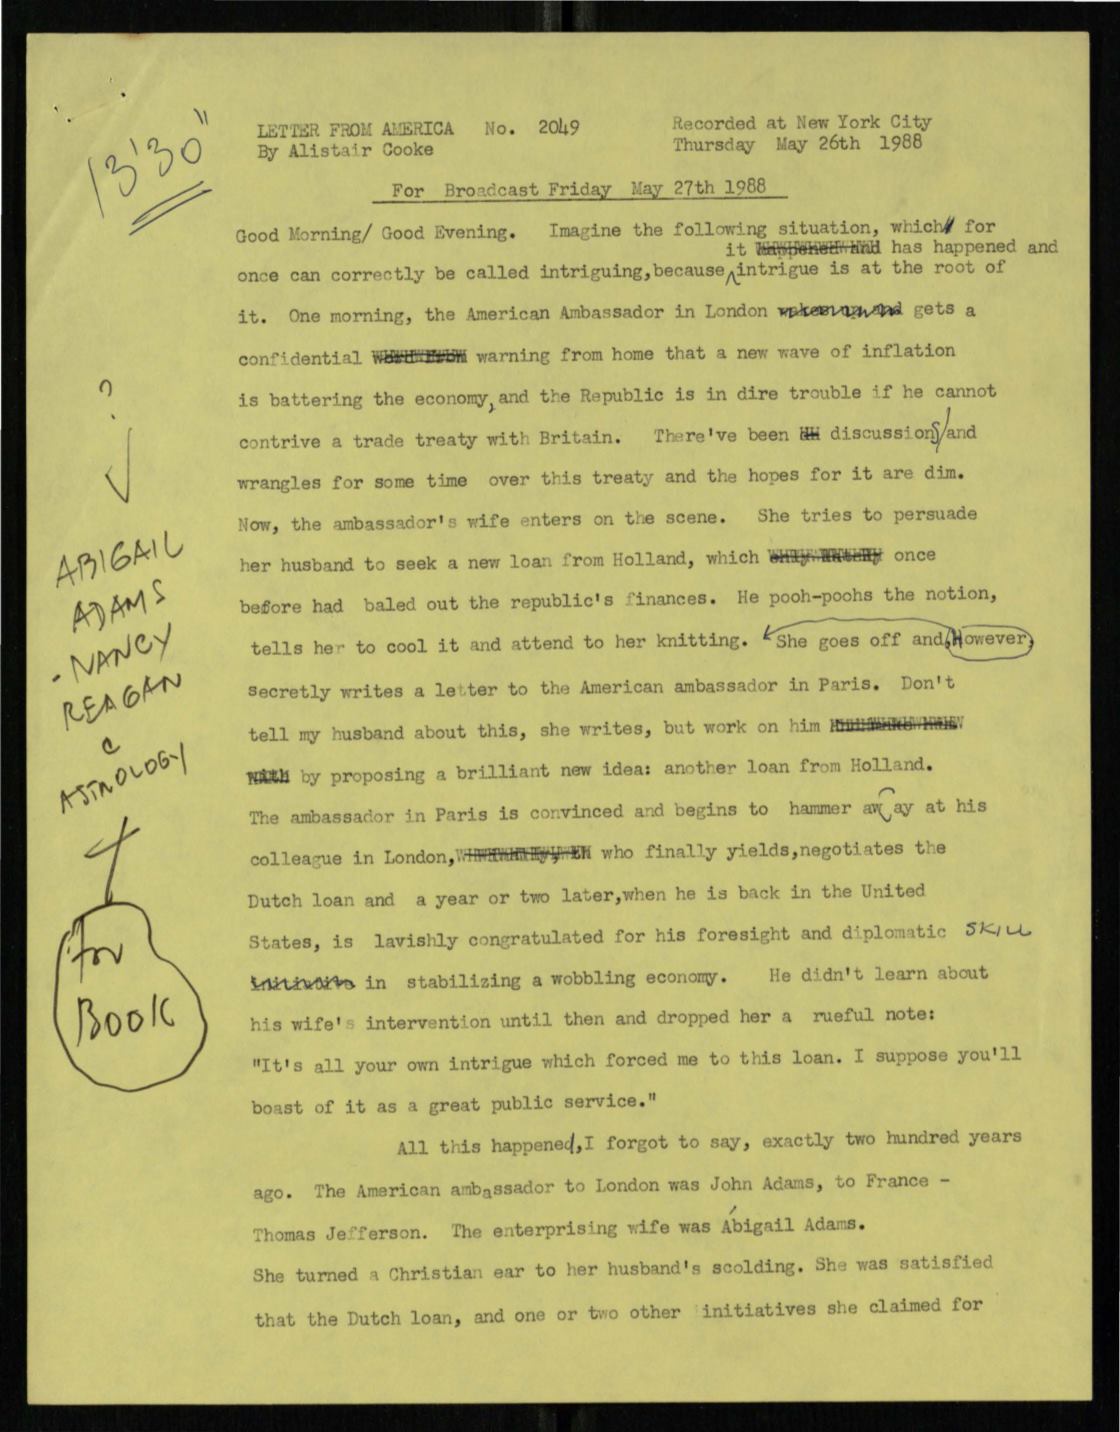 13'30"
LETTER FROM AMERICA No. 2049
By Alistair Cooke
Recorded at New York City
Thursday May 26th 1988
For Broadcast Friday May 27th 1988
Good Morning/ Good Evening. Imagine the following situation, which for
it happened and has happened and
once can correctly be called intriguing,because intrigue is at the root of
it. One morning, the American Ambassador in London wakes up and gets a
confidential warning from home that a new wave of inflation
is battering the economy, and the Republic is in dire trouble if he cannot
contrive a trade treaty with Britain. There've been discussions/and
wrangles for some time over this treaty and the hopes for it are dim.
Now, the ambassador's wife enters on the scene. She tries to persuade
her husband to seek a new loan from Holland, which once
before had baled out the republic's finances. He pooh-poohs the notion,
tells her to cool it and attend to her knitting. She goes off and, However,
secretly writes a letter to the American ambassador in Paris. Don't
tell my husband about this, she writes, but work on him
with by proposing a brilliant new idea: another loan from Holland.
The ambassador in Paris is convinced and begins to hammer aw ay at his
colleague in London, who finally yields,negotiates the
Dutch loan and a year or two later,when he is back in the United
States, is lavishly congratulated for his foresight and diplomatic SKILL
in stabilizing a wobbling economy. He didn't learn about
his wife's intervention until then and dropped her a rueful note:
"It's all your own intrigue which forced me to this loan. I suppose you'll
boast of it as a great public service."
All this happened,I forgot to say, exactly two hundred years
ago. The American ambassador to London was John Adams, to France -
Thomas Jefferson. The enterprising wife was Abigail Adams.
She turned a Christian ear to her husband's scolding. She was satisfied
that the Dutch loan, and one or two other initiatives she claimed for
?
ABIGAIL
ADAMS
- NANCY
REAGAN
c
ASTROLOGY
For
BOOK